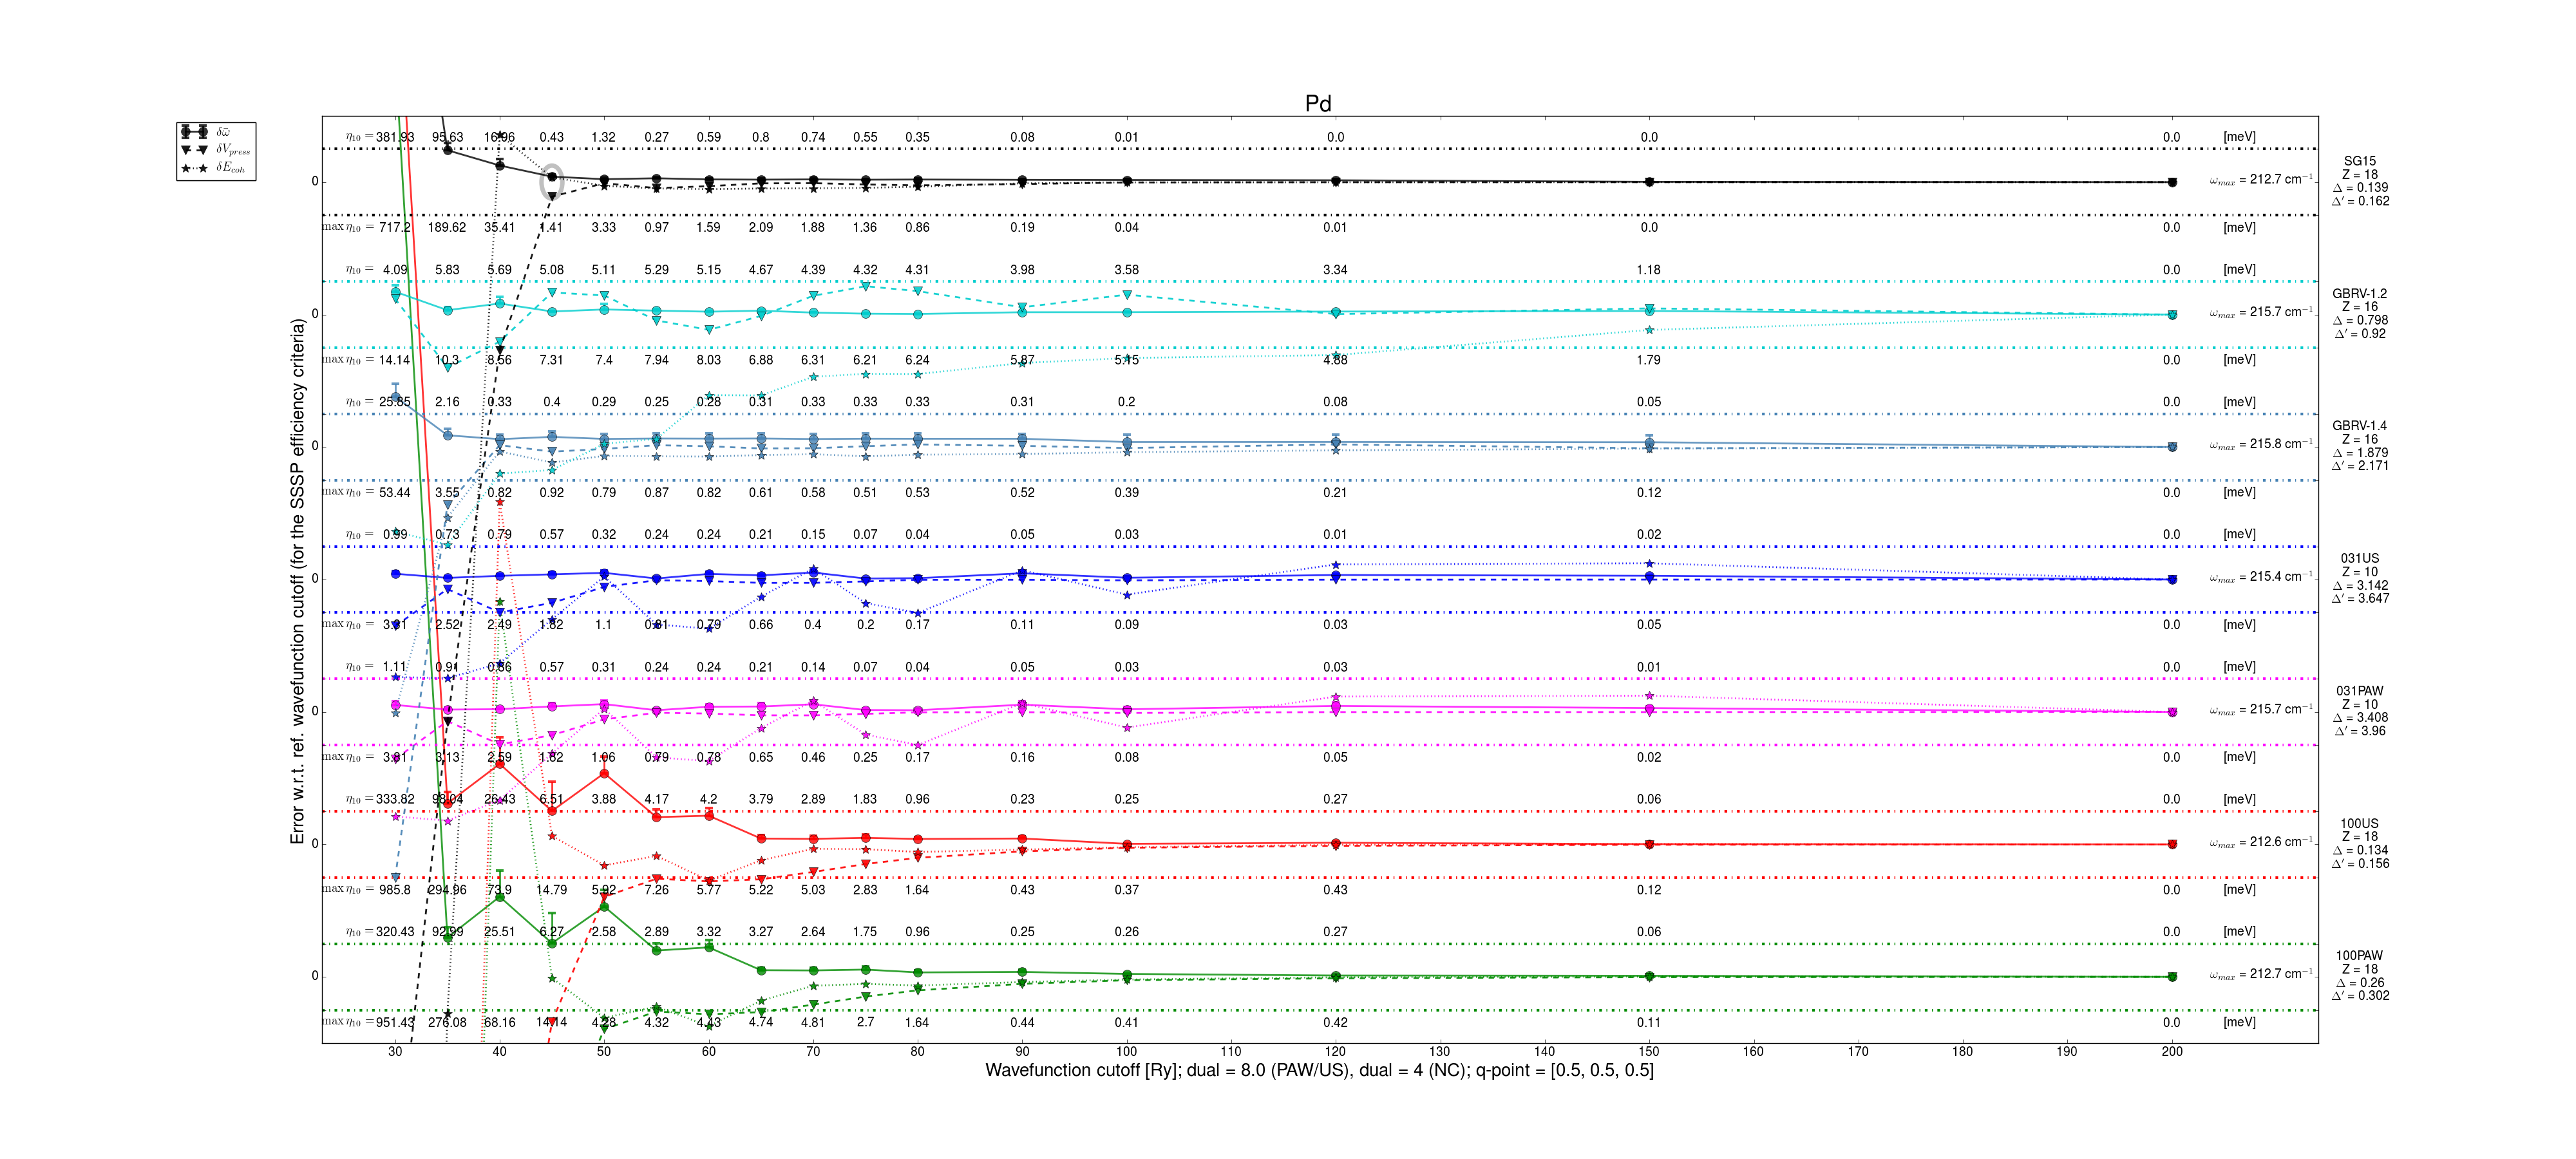 Pd
δω̄
δV_press
δE_coh
Error w.r.t. ref. wavefunction cutoff (for the SSSP efficiency criteria)
η₁₀ = 381.93 95.63 16.96 0.43 1.32 0.27 0.59 0.8 0.74 0.55 0.35 0.08 0.01 0.0 0.0 0.0 [meV]
0 ω_max = 212.7 cm⁻¹
SG15
Z = 18
Δ = 0.139
Δ′ = 0.162
max η₁₀ = 717.2 189.62 35.41 1.41 3.33 0.97 1.59 2.09 1.88 1.36 0.86 0.19 0.04 0.01 0.0 0.0 [meV]
η₁₀ = 4.09 5.83 5.69 5.08 5.11 5.29 5.15 4.67 4.39 4.32 4.31 3.98 3.58 3.34 1.18 0.0 [meV]
0 ω_max = 215.7 cm⁻¹
GBRV-1.2
Z = 16
Δ = 0.798
Δ′ = 0.92
max η₁₀ = 14.14 10.3 8.56 7.31 7.4 7.94 8.03 6.88 6.31 6.21 6.24 5.87 5.15 4.88 1.79 0.0 [meV]
η₁₀ = 25.85 2.16 0.33 0.4 0.29 0.25 0.28 0.31 0.33 0.33 0.33 0.31 0.2 0.08 0.05 0.0 [meV]
0 ω_max = 215.8 cm⁻¹
GBRV-1.4
Z = 16
Δ = 1.879
Δ′ = 2.171
max η₁₀ = 53.44 3.55 0.82 0.92 0.79 0.87 0.82 0.61 0.58 0.51 0.53 0.52 0.39 0.21 0.12 0.0 [meV]
η₁₀ = 0.99 0.73 0.79 0.57 0.32 0.24 0.24 0.21 0.15 0.07 0.04 0.05 0.03 0.01 0.02 0.0 [meV]
0 ω_max = 215.4 cm⁻¹
031US
Z = 10
Δ = 3.142
Δ′ = 3.647
max η₁₀ = 2.52 2.49 1.82 1.1 0.81 0.79 0.66 0.4 0.2 0.17 0.11 0.09 0.03 0.05 0.0 [meV]
η₁₀ = 1.11 0.91 0.86 0.57 0.31 0.24 0.24 0.21 0.14 0.07 0.04 0.05 0.03 0.03 0.01 0.0 [meV]
0 ω_max = 215.7 cm⁻¹
031PAW
Z = 10
Δ = 3.408
Δ′ = 3.96
max η₁₀ = 3.13 2.59 1.82 1.06 0.79 0.78 0.65 0.46 0.25 0.17 0.16 0.08 0.05 0.02 0.0 [meV]
η₁₀ = 333.82 98.04 26.43 6.51 3.88 4.17 4.2 3.79 2.89 1.83 0.96 0.23 0.25 0.27 0.06 0.0 [meV]
0 ω_max = 212.6 cm⁻¹
100US
Z = 18
Δ = 0.134
Δ′ = 0.156
max η₁₀ = 985.8 294.96 73.9 14.79 5.92 7.26 5.77 5.22 5.03 2.83 1.64 0.43 0.37 0.43 0.12 0.0 [meV]
η₁₀ = 320.43 92.99 25.51 6.27 2.58 2.89 3.32 3.27 2.64 1.75 0.96 0.25 0.26 0.27 0.06 0.0 [meV]
0 ω_max = 212.7 cm⁻¹
100PAW
Z = 18
Δ = 0.26
Δ′ = 0.302
max η₁₀ = 951.43 276.08 68.16 14.14 4.28 4.32 4.43 4.74 4.81 2.7 1.64 0.44 0.41 0.42 0.11 0.0 [meV]
30 40 50 60 70 80 90 100 110 120 130 140 150 160 170 180 190 200
Wavefunction cutoff [Ry]; dual = 8.0 (PAW/US), dual = 4 (NC); q-point = [0.5, 0.5, 0.5]